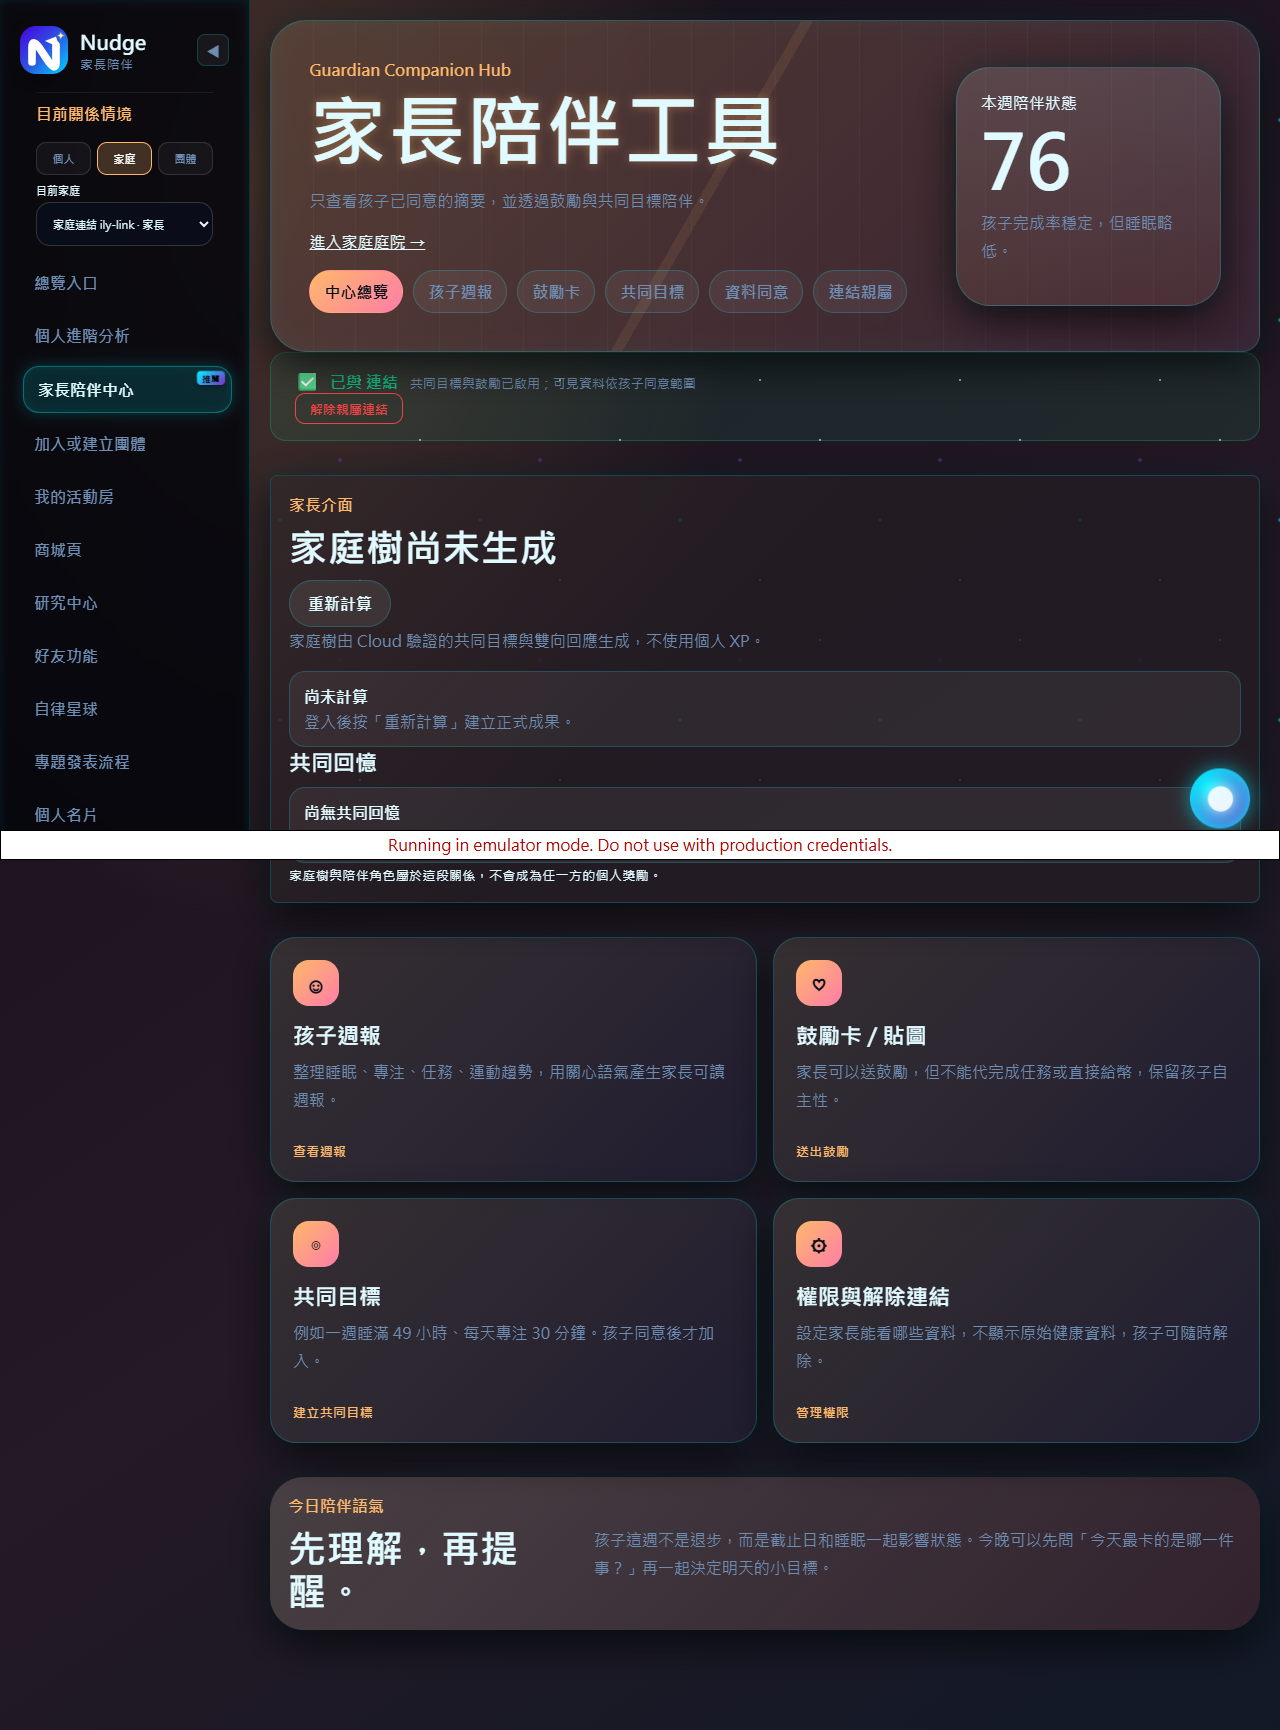 Nudge
家長陪伴
目前關係情境
個人
家庭
團體
目前家庭
家庭連結 ily-link · 家長
總覽入口
個人進階分析
家長陪伴中心
推薦
加入或建立團體
我的活動房
商城頁
研究中心
好友功能
自律星球
專題發表流程
個人名片
Guardian Companion Hub
家長陪伴工具
只查看孩子已同意的摘要，並透過鼓勵與共同目標陪伴。
進入家庭庭院 →
中心總覽
孩子週報
鼓勵卡
共同目標
資料同意
連結親屬
本週陪伴狀態
76
孩子完成率穩定，但睡眠略
低。
已與 連結 共同目標與鼓勵已啟用；可見資料依孩子同意範圍
解除親屬連結
家長介面
家庭樹尚未生成
重新計算
家庭樹由 Cloud 驗證的共同目標與雙向回應生成，不使用個人 XP。
尚未計算
登入後按「重新計算」建立正式成果。
共同回憶
尚無共同回憶
Running in emulator mode. Do not use with production credentials.
家庭樹與陪伴角色屬於這段關係，不會成為任一方的個人獎勵。
孩子週報
整理睡眠、專注、任務、運動趨勢，用關心語氣產生家長可讀
週報。
查看週報
鼓勵卡 / 貼圖
家長可以送鼓勵，但不能代完成任務或直接給幣，保留孩子自
主性。
送出鼓勵
共同目標
例如一週睡滿 49 小時、每天專注 30 分鐘。孩子同意後才加
入。
建立共同目標
權限與解除連結
設定家長能看哪些資料，不顯示原始健康資料，孩子可隨時解
除。
管理權限
今日陪伴語氣
先理解，再提
醒。
孩子這週不是退步，而是截止日和睡眠一起影響狀態。今晚可以先問「今天最卡的是哪一件
事？」再一起決定明天的小目標。